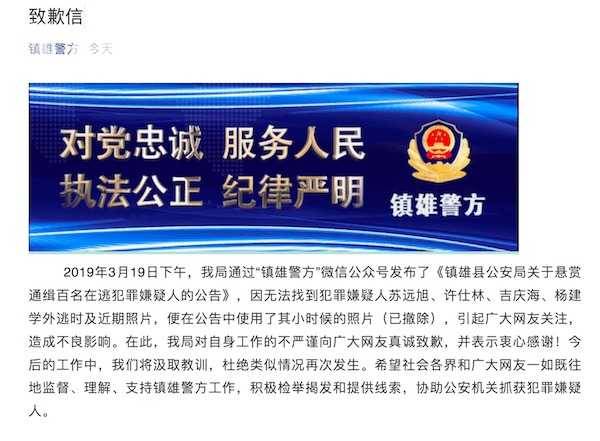 致歉信
镇雄警方 今天
对党忠诚 服务人民
执法公正 纪律严明
镇雄警方
2019年3月19日下午，我局通过“镇雄警方”微信公众号发布了《镇雄县公安局关于悬赏
通缉百名在逃犯罪嫌疑人的公告》，因无法找到犯罪嫌疑人苏远旭、许仕林、吉庆海、杨建
学外逃时及近期照片，便在公告中使用了其小时候的照片（已撤除），引起广大网友关注，
造成不良影响。在此，我局对自身工作的不严谨向广大网友真诚致歉，并表示衷心感谢！今
后的工作中，我们将汲取教训，杜绝类似情况再次发生。希望社会各界和广大网友一如既往
地监督、理解、支持镇雄警方工作，积极检举揭发和提供线索，协助公安机关抓获犯罪嫌疑
人。